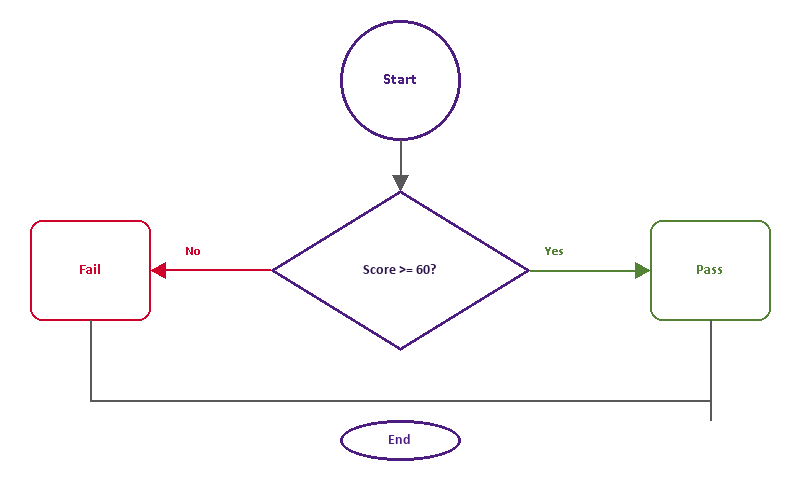 Start
No
Yes
Fail
Score >= 60?
Pass
End